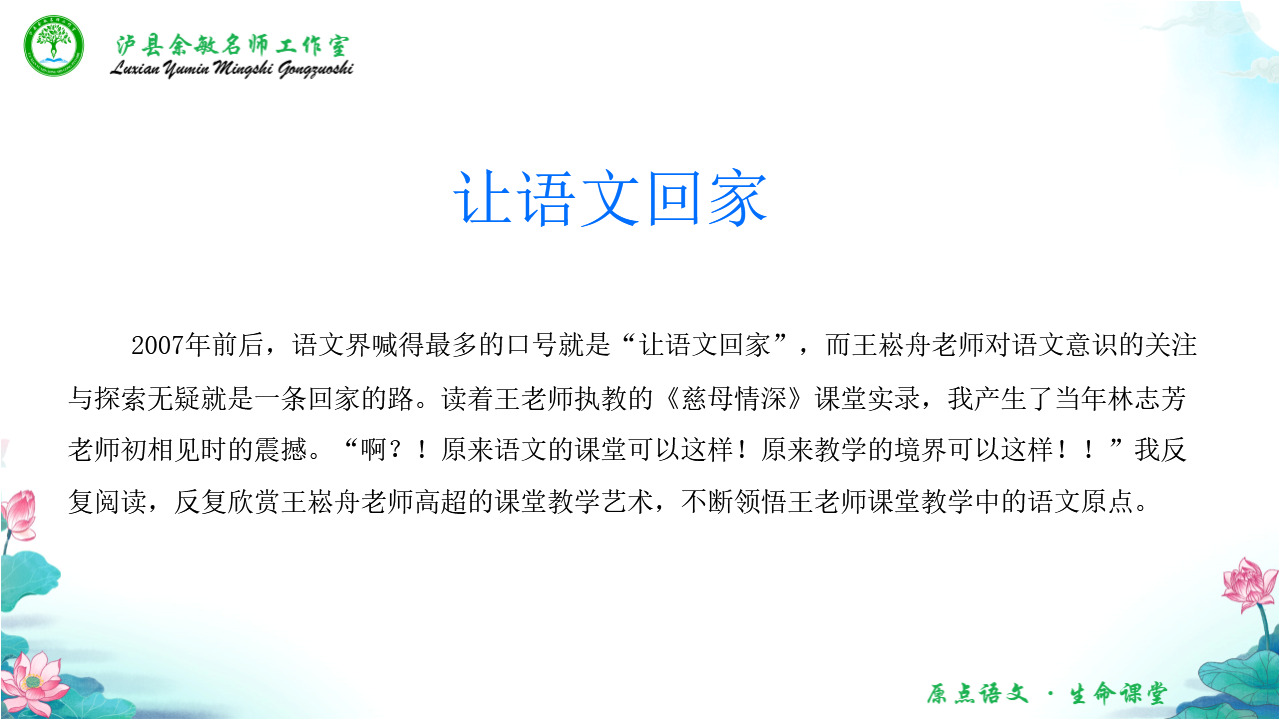 泸县余敏名师工作室
Luxian Yumin Mingshi Gongzuoshi
让语文回家
2007年前后，语文界喊得最多的口号就是“让语文回家”，而王崧舟老师对语文意识的关注
与探索无疑就是一条回家的路。读着王老师执教的《慈母情深》课堂实录，我产生了当年林志芳
老师初相见时的震撼。“啊？！原来语文的课堂可以这样！原来教学的境界可以这样！！”我反
复阅读，反复欣赏王崧舟老师高超的课堂教学艺术，不断领悟王老师课堂教学中的语文原点。
原点语文 · 生命课堂